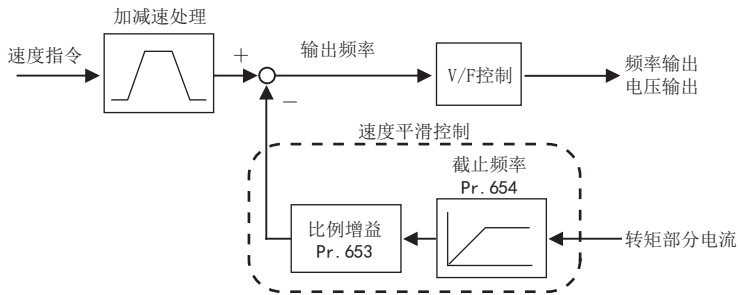 加减速处理
速度指令
+
输出频率
V/F控制
频率输出
电压输出
−
速度平滑控制
截止频率
Pr.654
比例增益
Pr.653
转矩部分电流